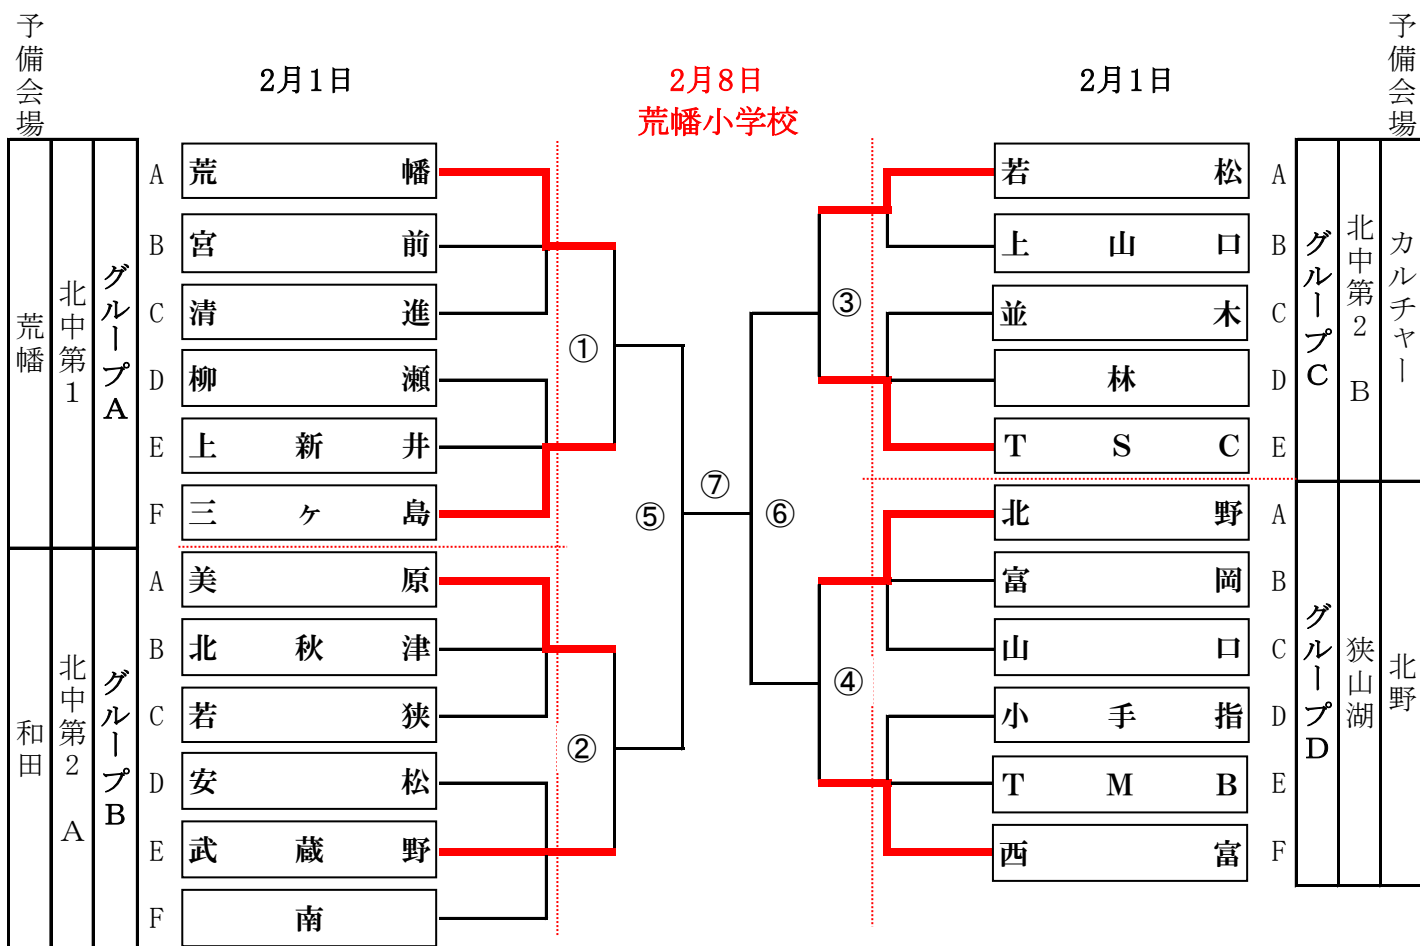 予備会場
2月1日
2月8日
荒幡小学校
2月1日
予備会場
荒幡
北中第1
グループA
A 荒幡
B 宮前
C 清進
D 柳瀬
E 上新井
F 三ヶ島
和田
北中第2 A
グループB
A 美原
B 北秋津
C 若狭
D 安松
E 武蔵野
F 南
①
②
⑤
⑦
⑥
③
④
若松 A
上山口 B
並木 C
林 D
TSC E
グループC
北中第2 B
カルチャー
北野 A
富岡 B
山口 C
小手指 D
TMB E
西富 F
グループD
狭山湖
北野